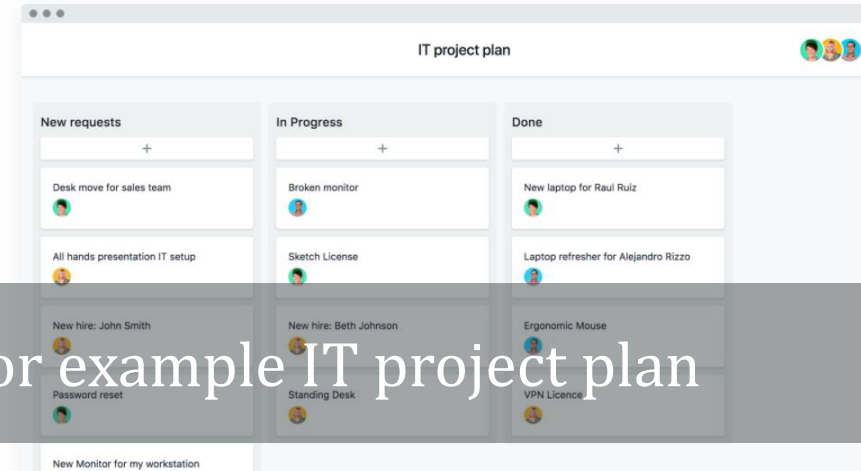 IT project plan
New requests
+
Desk move for sales team
All hands presentation IT setup
New hire: John Smith
Password reset
New Monitor for my workstation
In Progress
+
Broken monitor
Sketch License
New hire: Beth Johnson
Standing Desk
Done
+
New laptop for Raul Ruiz
Laptop refresher for Alejandro Rizzo
Ergonomic Mouse
VPN Licence
or example IT project plan